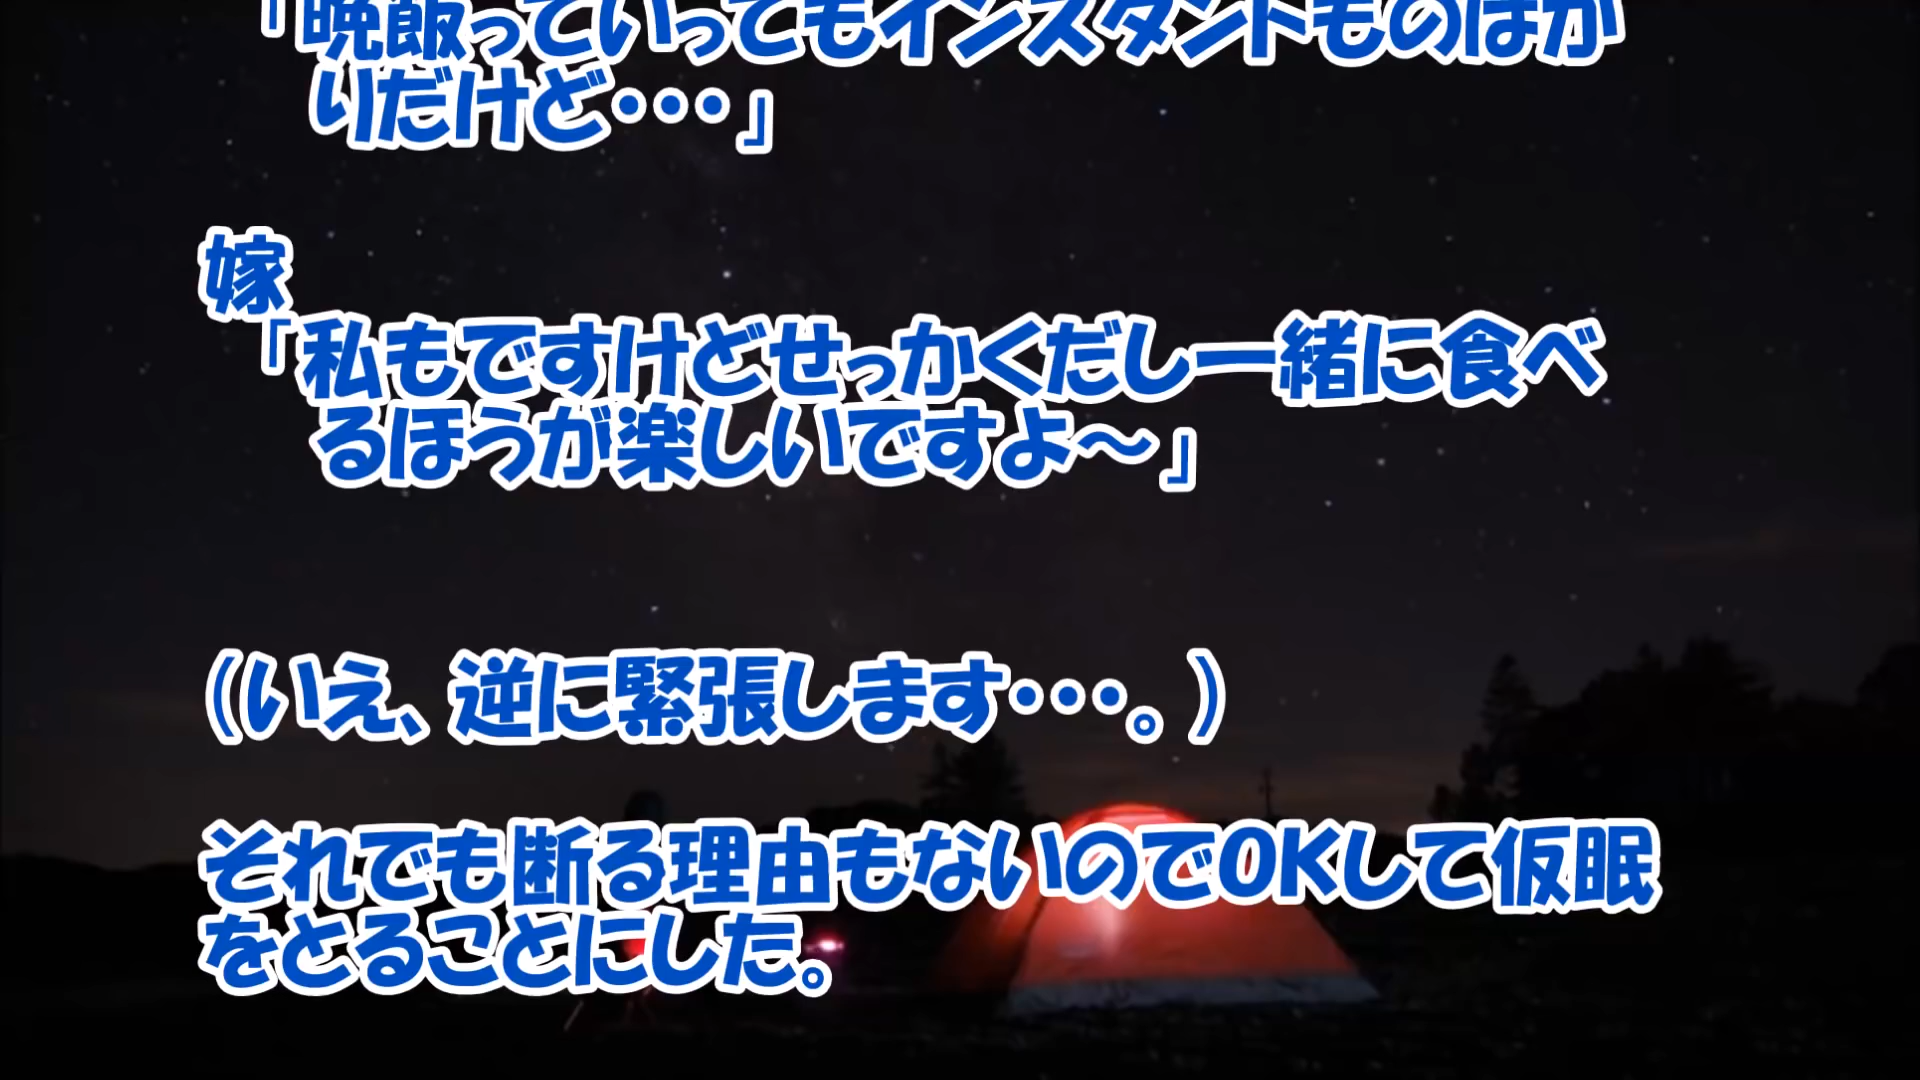 「晩飯っていってもインスタントものばか
りだけど・・・」
嫁
「私もですけどせっかくだし一緒に食べ
るほうが楽しいですよ～」
（いえ、逆に緊張します・・・。）
それでも断る理由もないのでOKして仮眠
をとることにした。